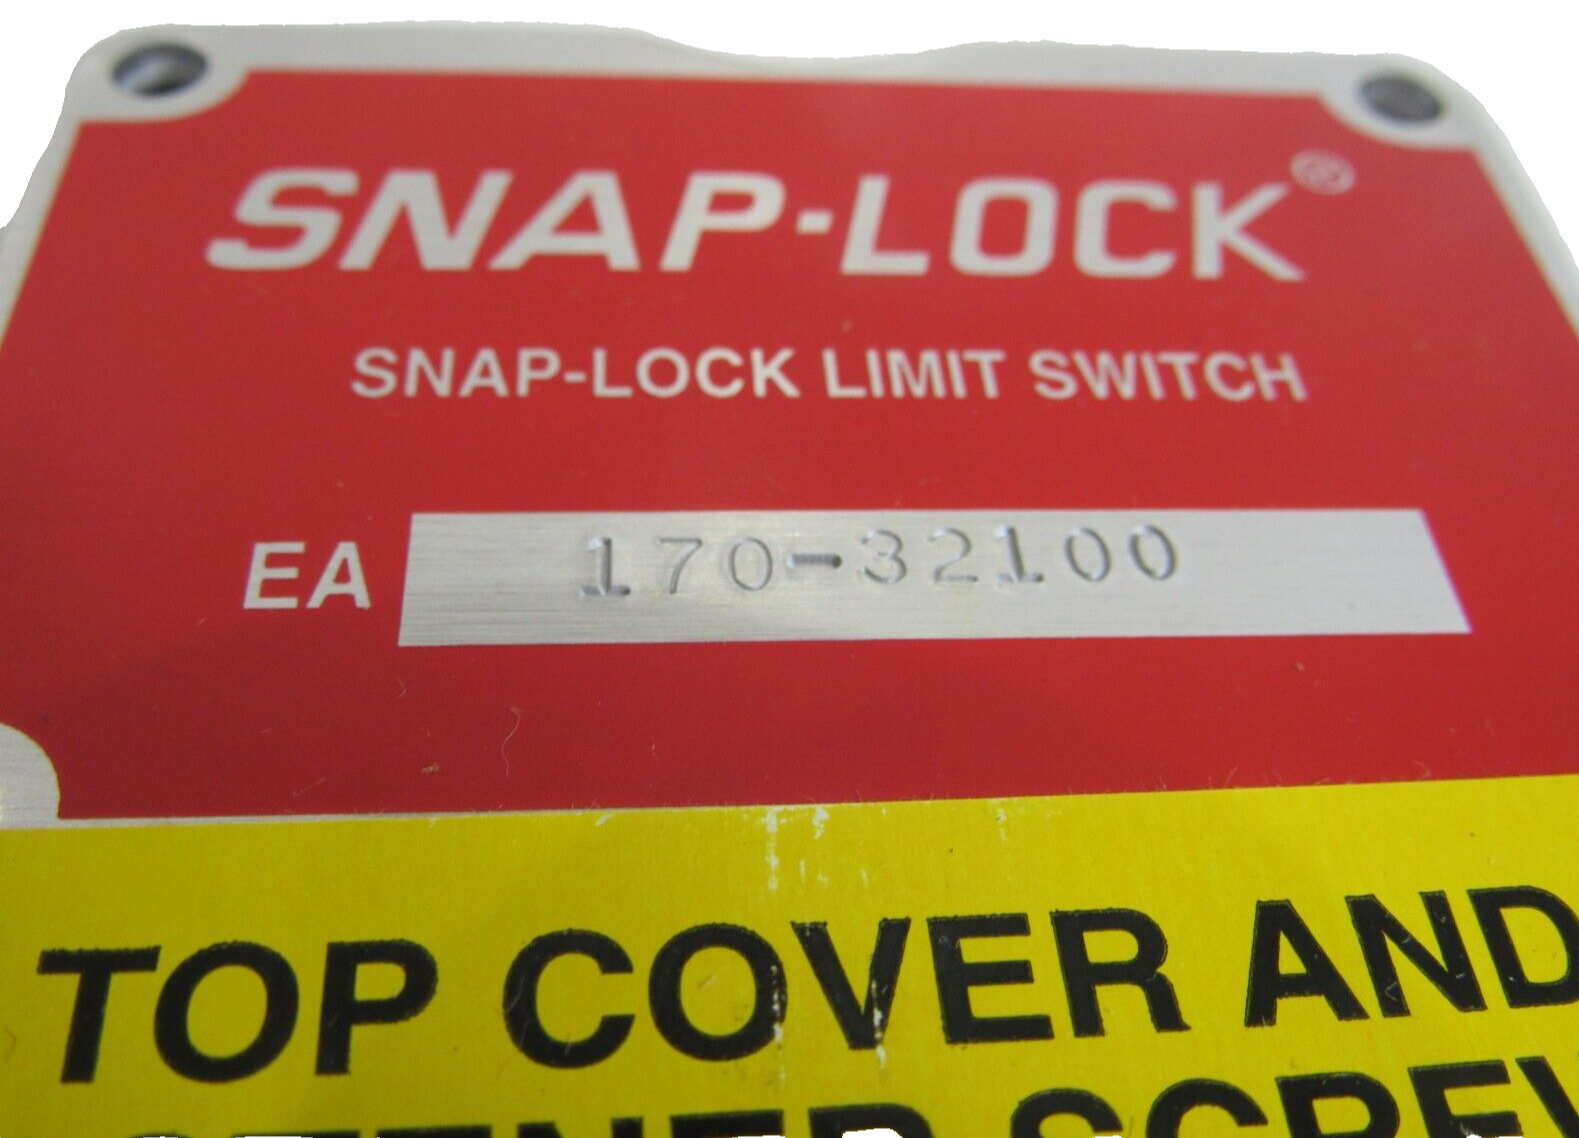 SNAP-LOCK®
SNAP-LOCK LIMIT SWITCH
EA 170-32100
TOP COVER AND